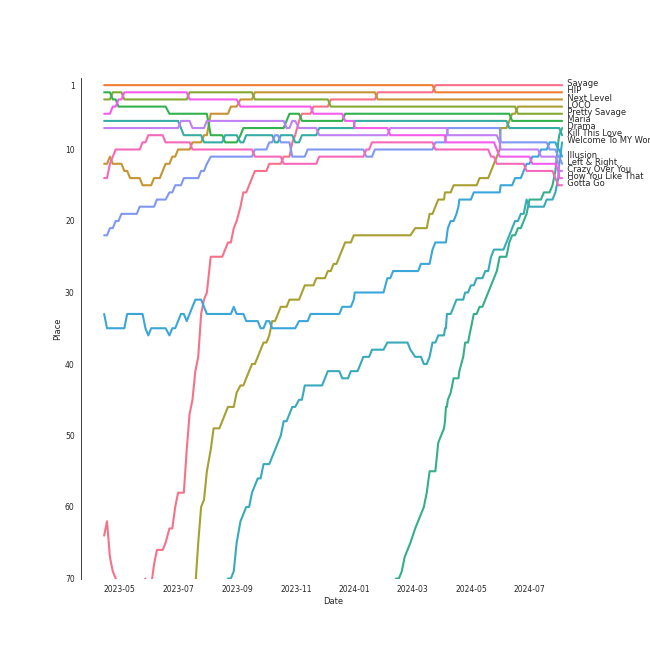 Savage
HIP
Next Level
LOCO
Pretty Savage
Maria
Drama
Kill This Love
Welcome To MY Wor
Illusion
Left & Right
Crazy Over You
How You Like That
Gotta Go
1
10
20
30
40
50
60
70
Place
2023-05
2023-07
2023-09
2023-11
2024-01
2024-03
2024-05
2024-07
Date